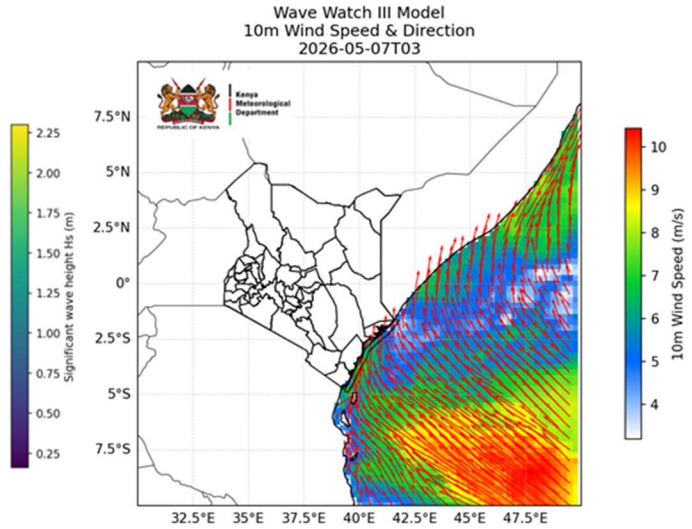 Wave Watch III Model
10m Wind Speed & Direction
2026-05-07T03
Kenya
Meteorological
Department
REPUBLIC OF KENYA
7.5°N
5°N
2.5°N
0°
2.5°S
5°S
7.5°S
32.5°E 35°E 37.5°E 40°E 42.5°E 45°E 47.5°E
2.25
2.00
1.75
1.50
1.25
1.00
0.75
0.50
0.25
Significant wave height Hs (m)
10
9
8
7
6
5
4
10m Wind Speed (m/s)